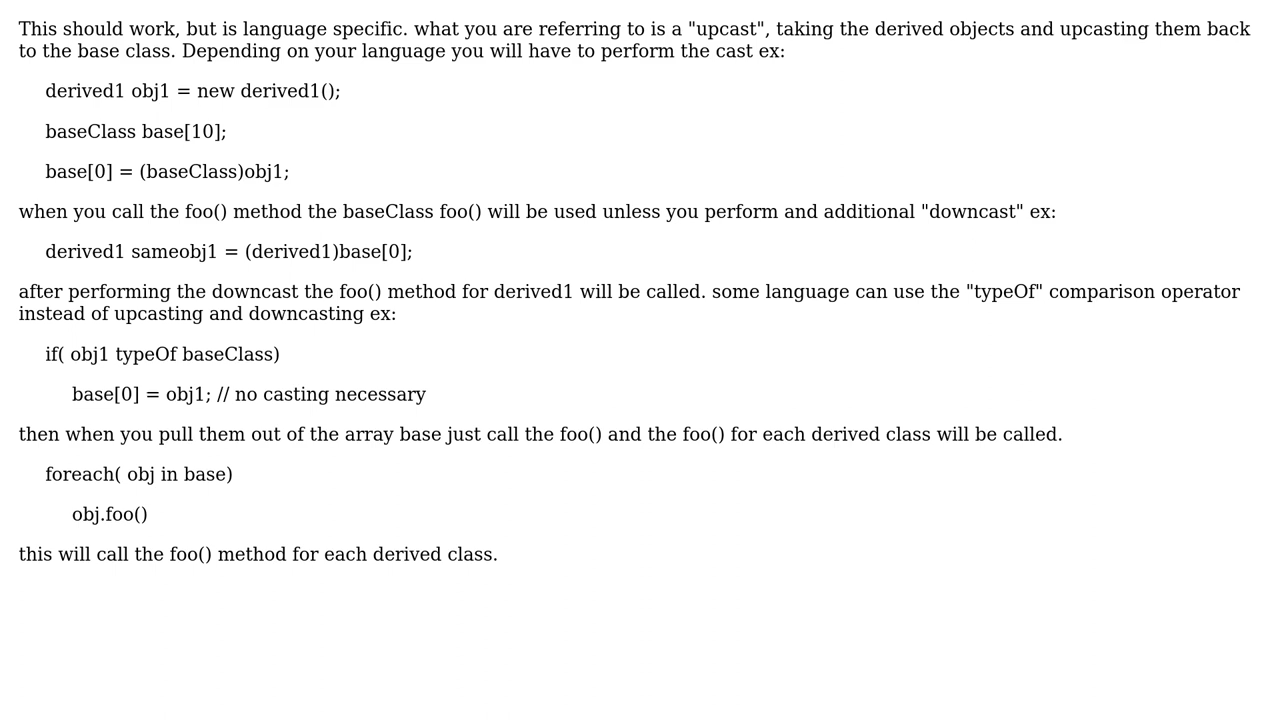 This should work, but is language specific. what you are referring to is a "upcast", taking the derived objects and upcasting them back
to the base class. Depending on your language you will have to perform the cast ex:
derived1 obj1 = new derived1();
baseClass base[10];
base[0] = (baseClass)obj1;
when you call the foo() method the baseClass foo() will be used unless you perform and additional "downcast" ex:
derived1 sameobj1 = (derived1)base[0];
after performing the downcast the foo() method for derived1 will be called. some language can use the "typeOf" comparison operator
instead of upcasting and downcasting ex:
if( obj1 typeOf baseClass)
base[0] = obj1; // no casting necessary
then when you pull them out of the array base just call the foo() and the foo() for each derived class will be called.
foreach( obj in base)
obj.foo()
this will call the foo() method for each derived class.